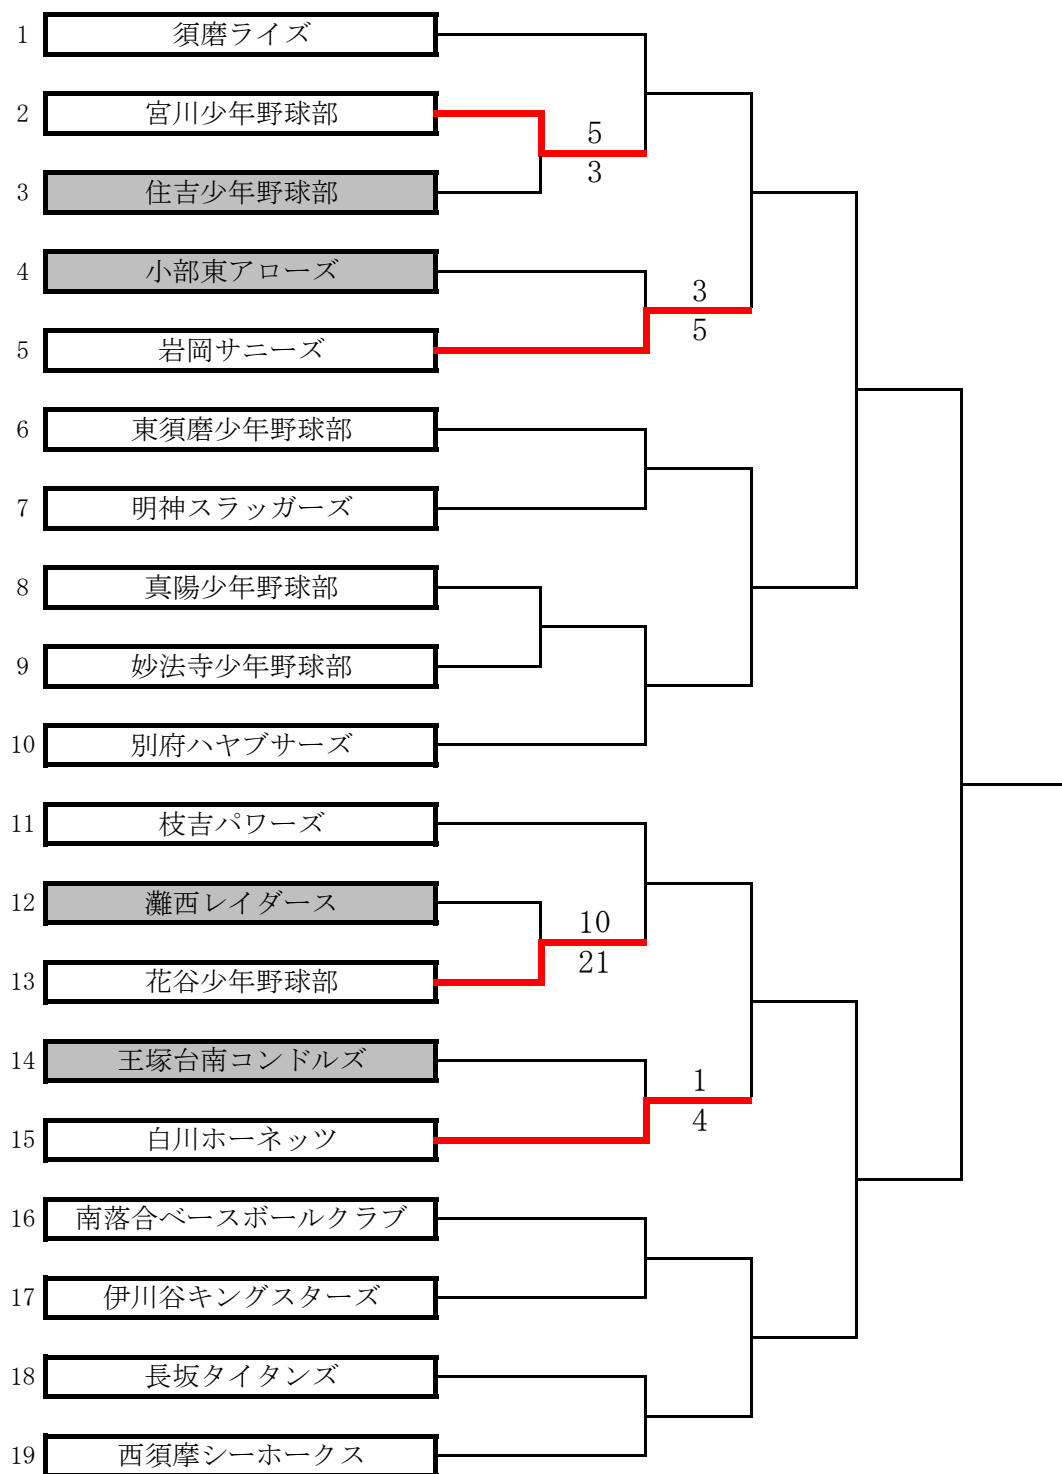 1 須磨ライズ
2 宮川少年野球部
5
3
3 住吉少年野球部
4 小部東アローズ
3
5
5 岩岡サニーズ
6 東須磨少年野球部
7 明神スラッガーズ
8 真陽少年野球部
9 妙法寺少年野球部
10 別府ハヤブサーズ
11 枝吉パワーズ
12 灘西レイダース
10
21
13 花谷少年野球部
14 王塚台南コンドルズ
1
4
15 白川ホーネッツ
16 南落合ベースボールクラブ
17 伊川谷キングスターズ
18 長坂タイタンズ
19 西須摩シーホークス